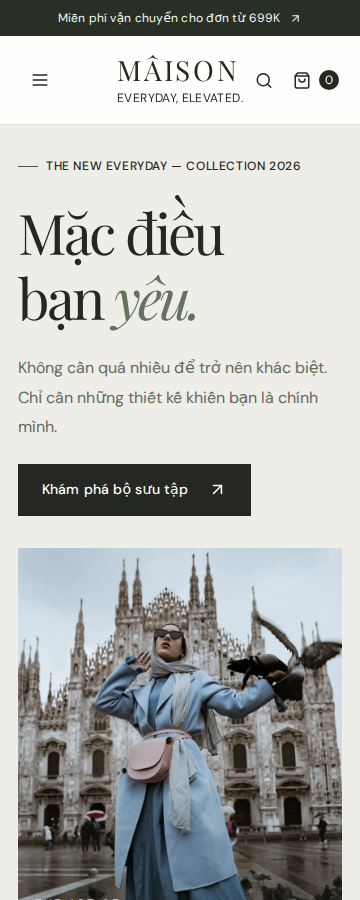 Miễn phí vận chuyển cho đơn từ 699K
MÂISON
EVERYDAY, ELEVATED.
0
THE NEW EVERYDAY — COLLECTION 2026
Mặc điều
bạn yêu.
Không cần quá nhiều để trở nên khác biệt.
Chỉ cần những thiết kế khiến bạn là chính
mình.
Khám phá bộ sưu tập